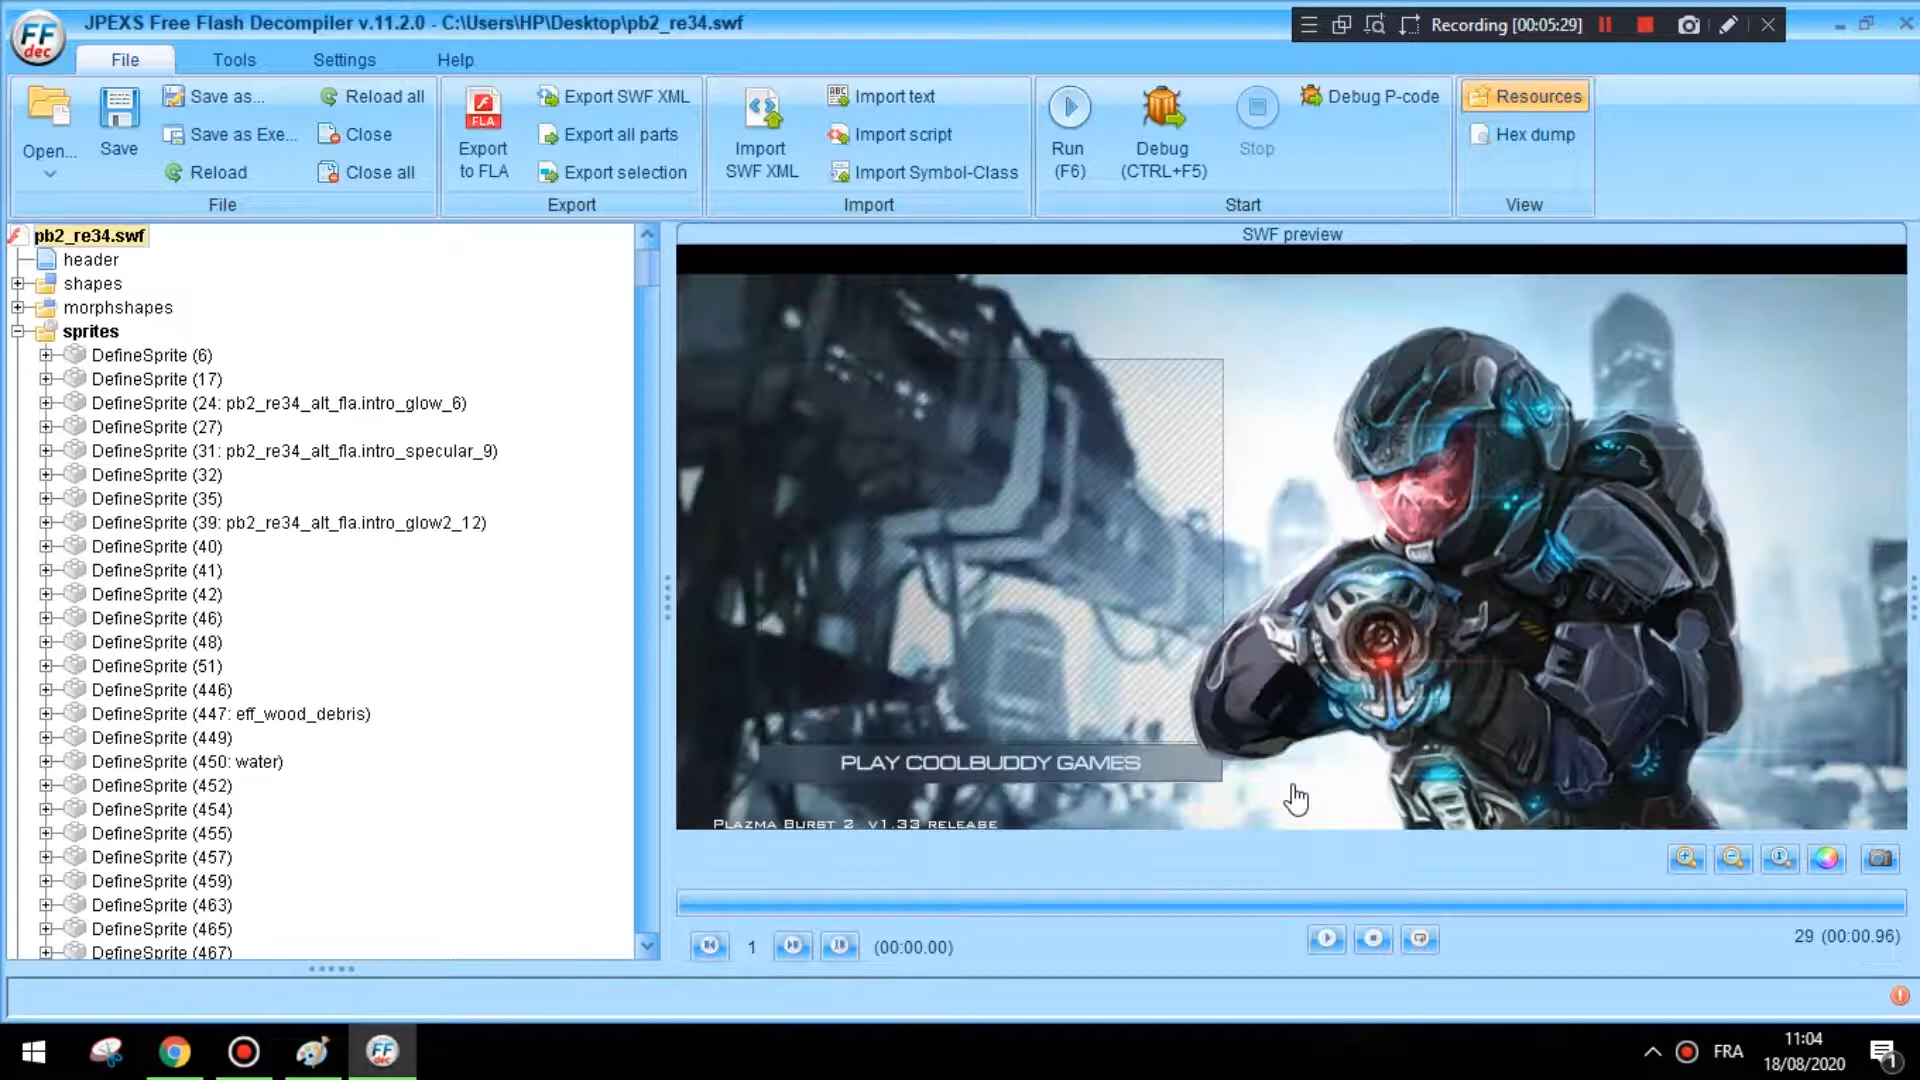 JPEXS Free Flash Decompiler v.11.2.0 - C:\Users\HP\Desktop\pb2_re34.swf
Recording [00:05:29]
FF
dec
File Tools Settings Help
Open...
Save
Save as...
Save as Exe...
Reload
Reload all
Close
Close all
File
FLA
Export
to FLA
Export SWF XML
Export all parts
Export selection
Export
Import
SWF XML
ABC
Import text
Import script
Import Symbol-Class
Import
Run
(F6)
Debug
(CTRL+F5)
Stop
Debug P-code
Start
Resources
Hex dump
View
pb2_re34.swf
header
shapes
morphshapes
sprites
DefineSprite (6)
DefineSprite (17)
DefineSprite (24: pb2_re34_alt_fla.intro_glow_6)
DefineSprite (27)
DefineSprite (31: pb2_re34_alt_fla.intro_specular_9)
DefineSprite (32)
DefineSprite (35)
DefineSprite (39: pb2_re34_alt_fla.intro_glow2_12)
DefineSprite (40)
DefineSprite (41)
DefineSprite (42)
DefineSprite (46)
DefineSprite (48)
DefineSprite (51)
DefineSprite (446)
DefineSprite (447: eff_wood_debris)
DefineSprite (449)
DefineSprite (450: water)
DefineSprite (452)
DefineSprite (454)
DefineSprite (455)
DefineSprite (457)
DefineSprite (459)
DefineSprite (463)
DefineSprite (465)
DefineSprite (467)
SWF preview
PLAY COOLBUDDY GAMES
PLAZMA BURST 2 V1.33 RELEASE
1
(00:00.00)
29 (00:00.96)
FF
dec
FRA
11:04
18/08/2020
1